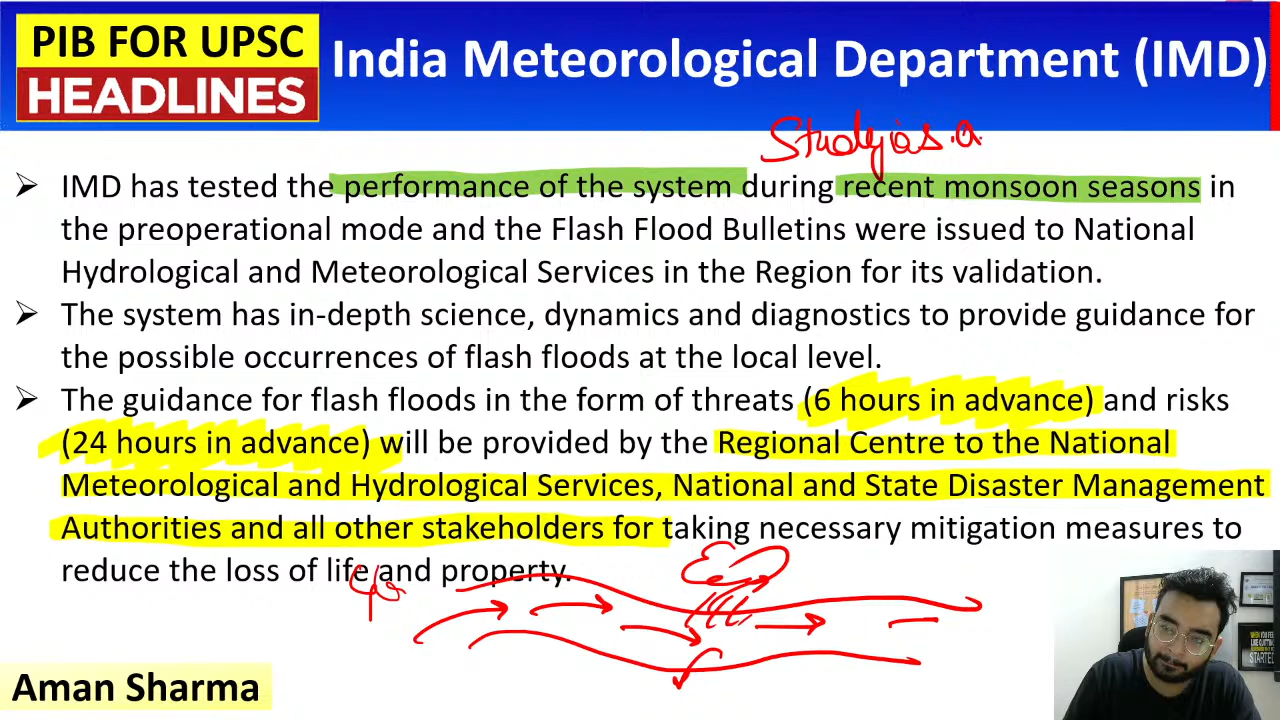 PIB FOR UPSC
HEADLINES
India Meteorological Department (IMD)
➢ IMD has tested the performance of the system during recent monsoon seasons in
the preoperational mode and the Flash Flood Bulletins were issued to National
Hydrological and Meteorological Services in the Region for its validation.
➢ The system has in-depth science, dynamics and diagnostics to provide guidance for
the possible occurrences of flash floods at the local level.
➢ The guidance for flash floods in the form of threats (6 hours in advance) and risks
(24 hours in advance) will be provided by the Regional Centre to the National
Meteorological and Hydrological Services, National and State Disaster Management
Authorities and all other stakeholders for taking necessary mitigation measures to
reduce the loss of life and property.
Aman Sharma